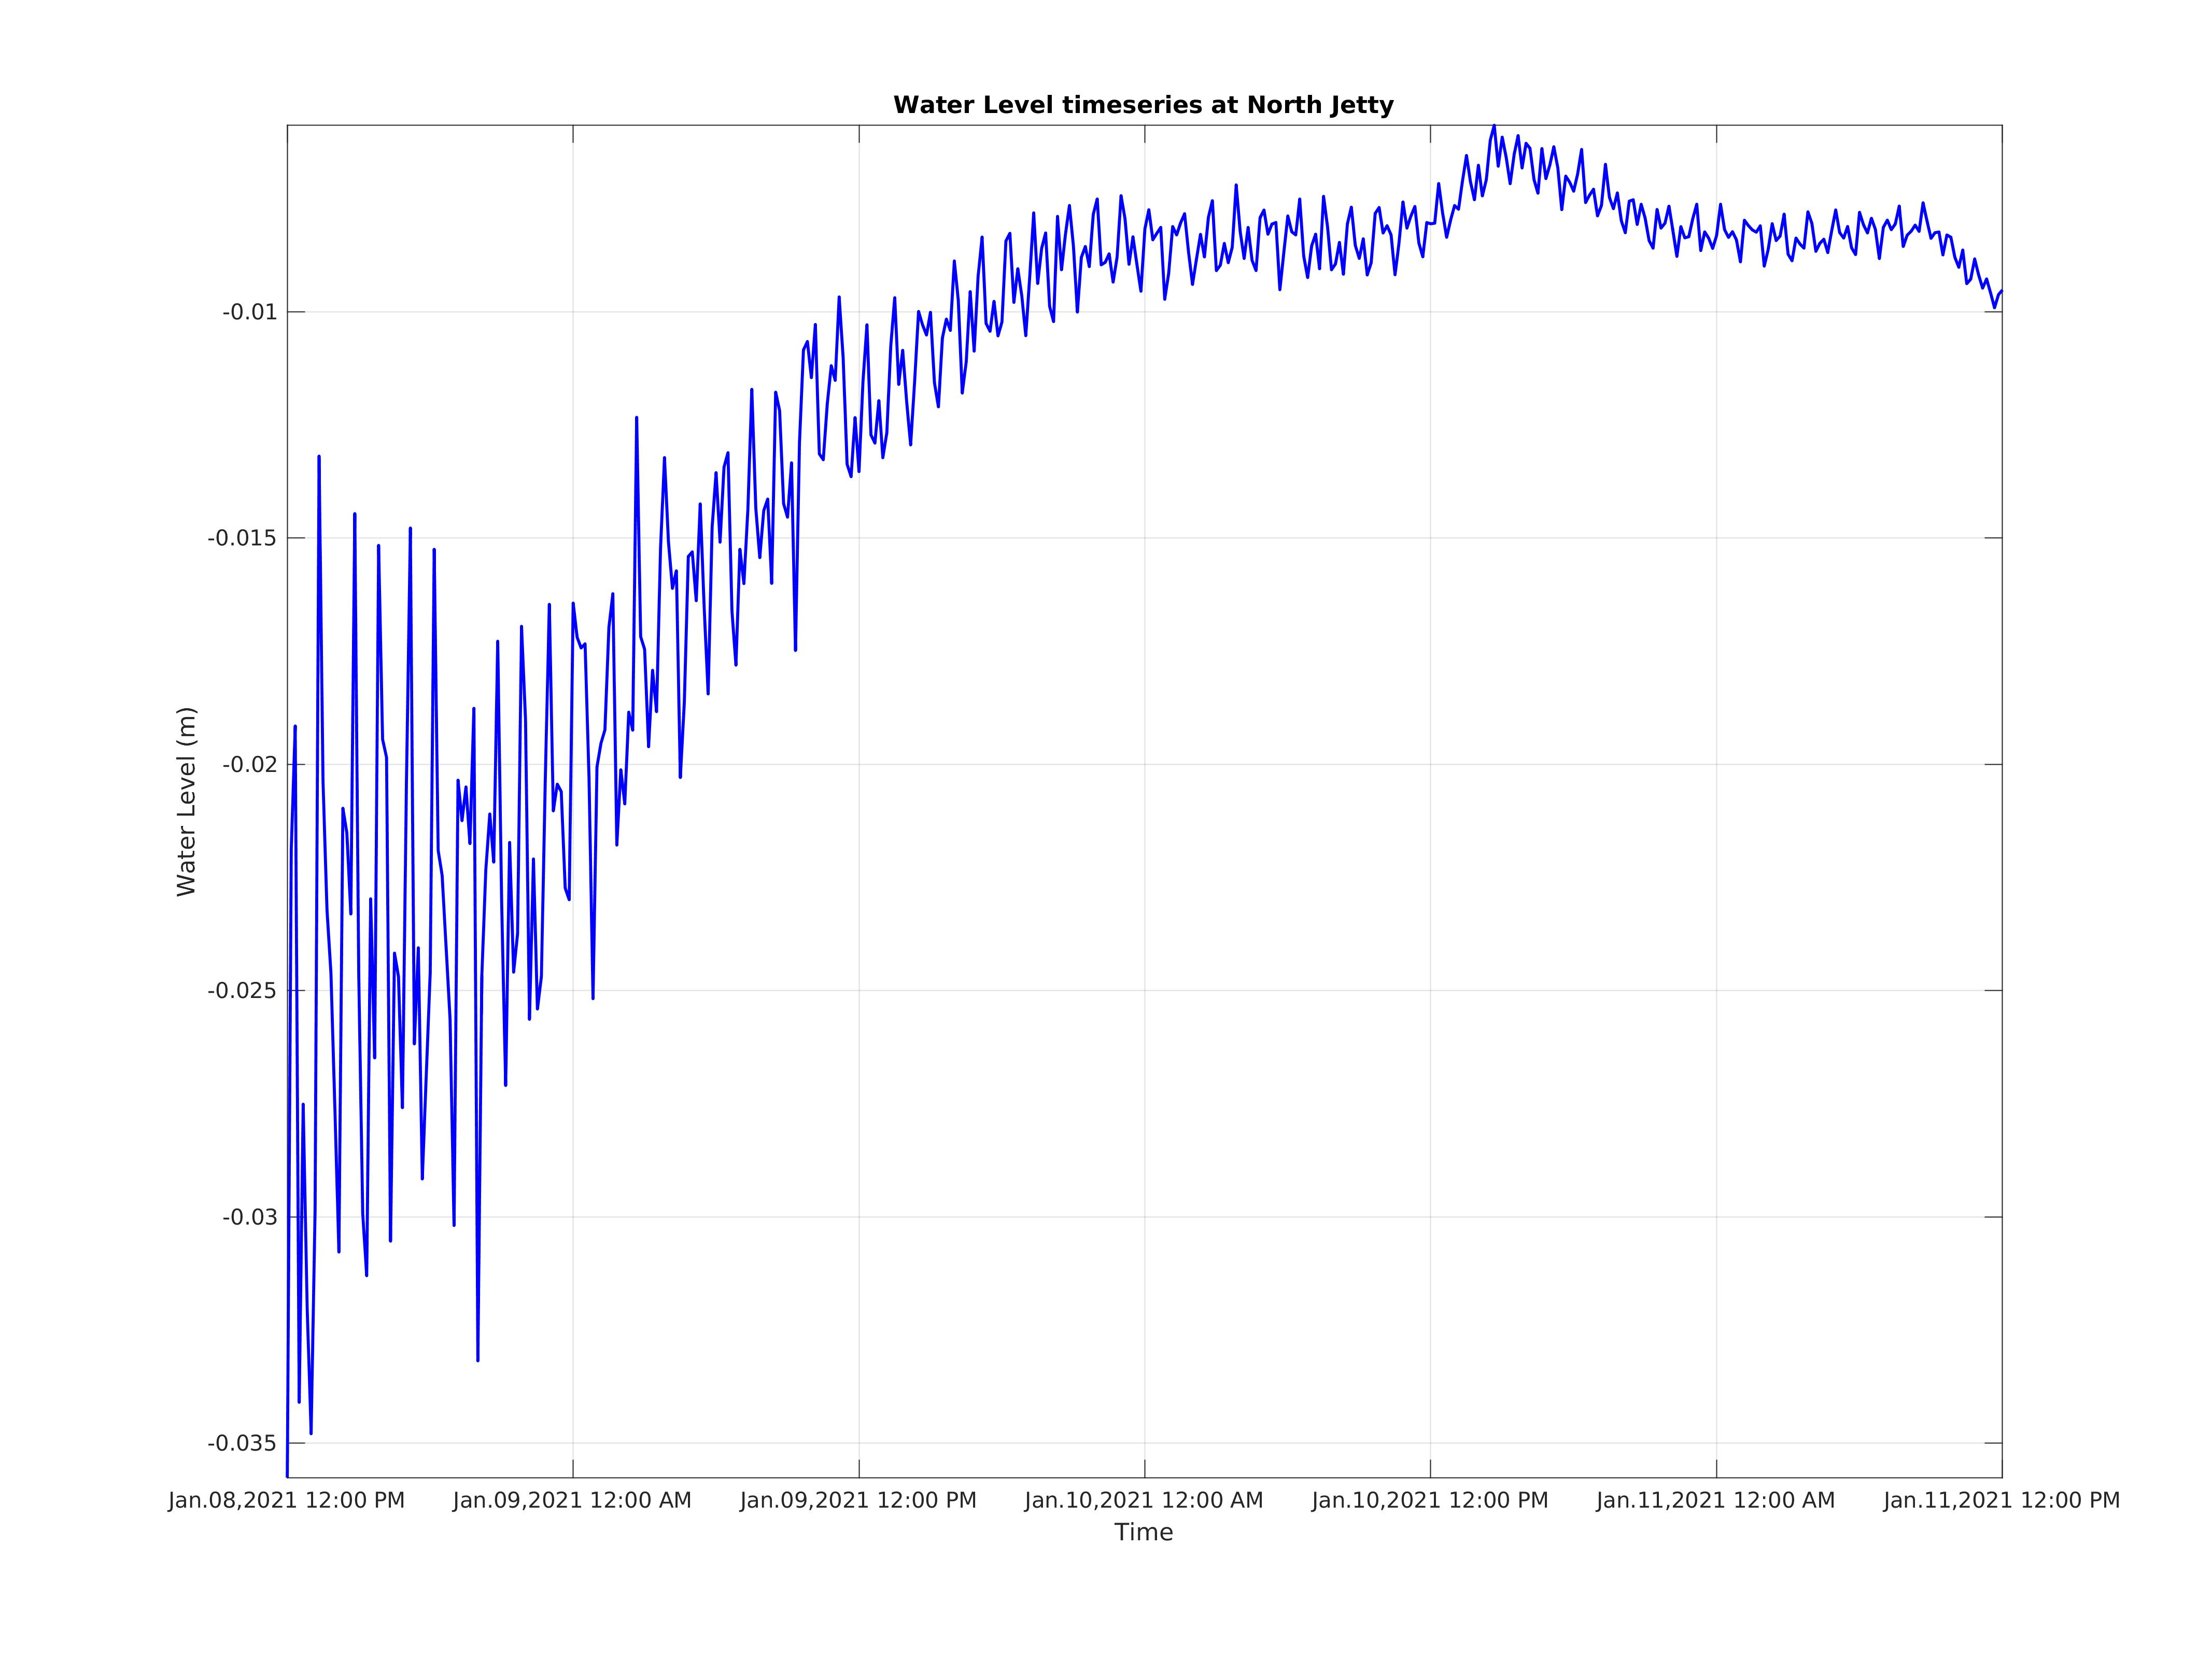 Water Level timeseries at North Jetty
-0.01
-0.015
-0.02
-0.025
-0.03
-0.035
Water Level (m)
Jan.08,2021 12:00 PM
Jan.09,2021 12:00 AM
Jan.09,2021 12:00 PM
Jan.10,2021 12:00 AM
Jan.10,2021 12:00 PM
Jan.11,2021 12:00 AM
Jan.11,2021 12:00 PM
Time